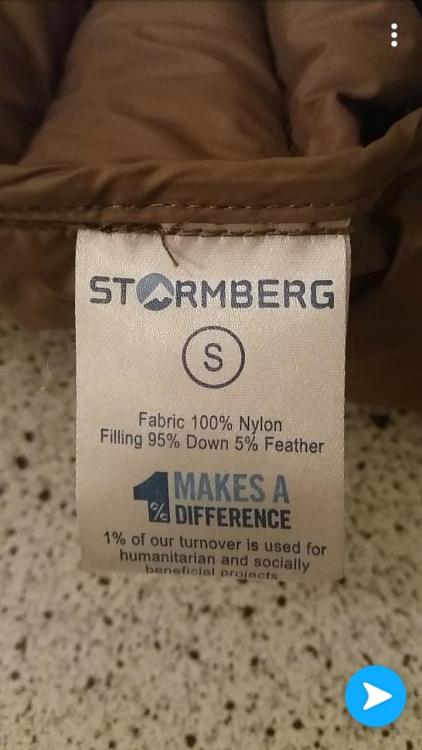 STORMBERG
S
Fabric 100% Nylon
Filling 95% Down 5% Feather
1% MAKES A
DIFFERENCE
1% of our turnover is used for
humanitarian and socially
beneficial projects